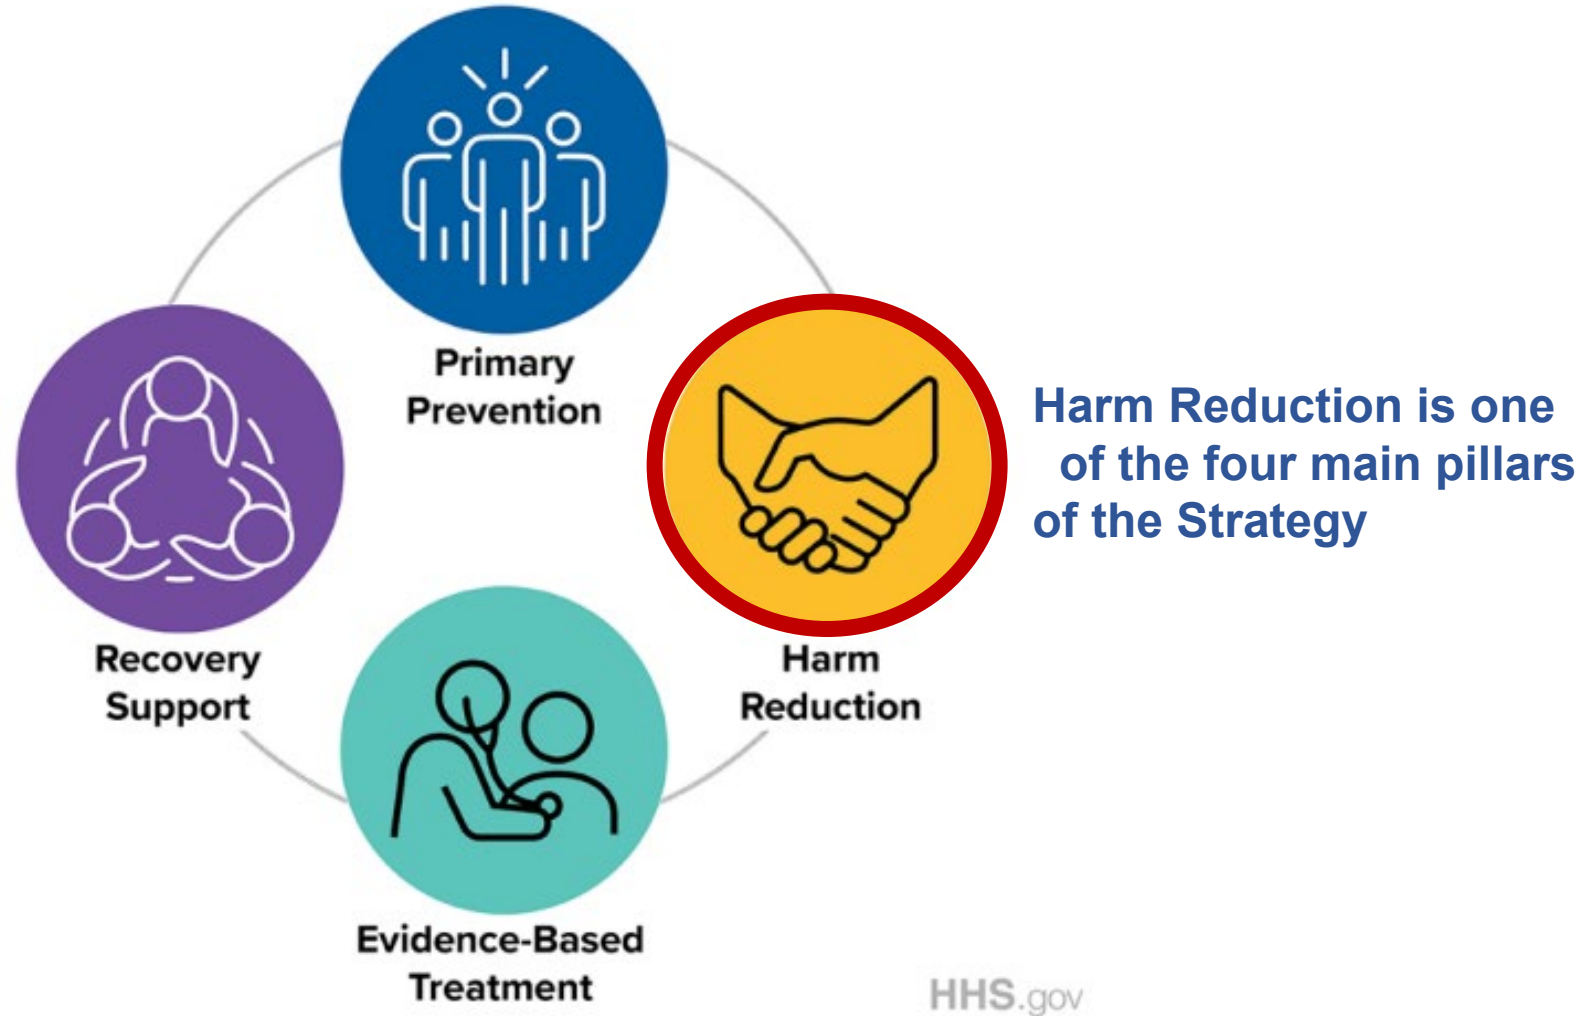 Primary
Prevention
Harm Reduction is one
of the four main pillars
of the Strategy
Recovery
Support
Harm
Reduction
Evidence-Based
Treatment
HHS.gov